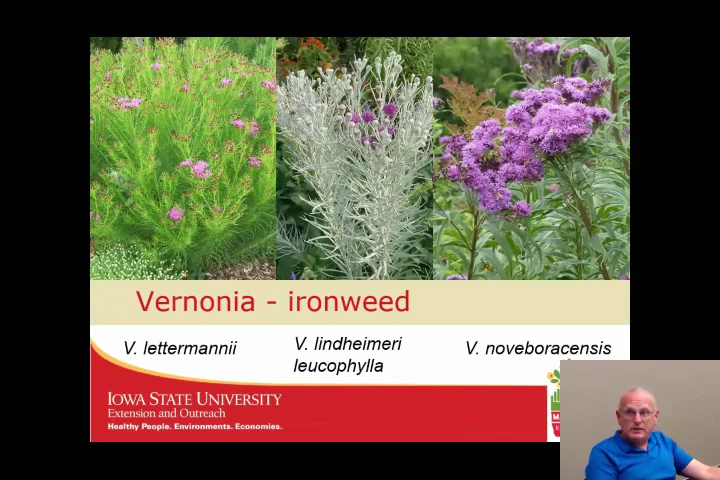 Vernonia - ironweed
V. lettermannii
V. lindheimeri
leucophylla
V. noveboracensis
IOWA STATE UNIVERSITY
Extension and Outreach
Healthy People. Environments. Economies.